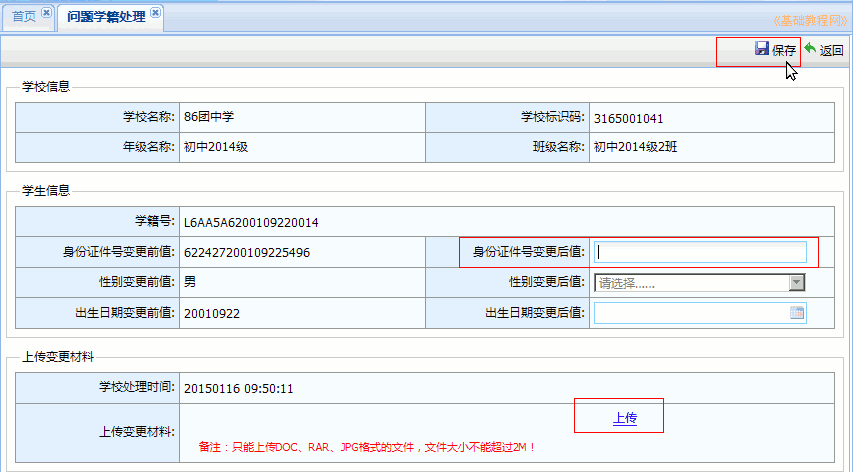 首页 问题学籍处理
《基础教程网》
保存 返回
学校信息
学校名称: 86团中学 学校标识码: 3165001041
年级名称: 初中2014级 班级名称: 初中2014级2班
学生信息
学籍号: L6AA5A6200109220014
身份证件号变更前值: 622427200109225496 身份证件号变更后值:
性别变更前值: 男 性别变更后值: 请选择......
出生日期变更前值: 20010922 出生日期变更后值:
上传变更材料
学校处理时间: 20150116 09:50:11
上传变更材料: 上传
备注：只能上传DOC、RAR、JPG格式的文件，文件大小不能超过2M！